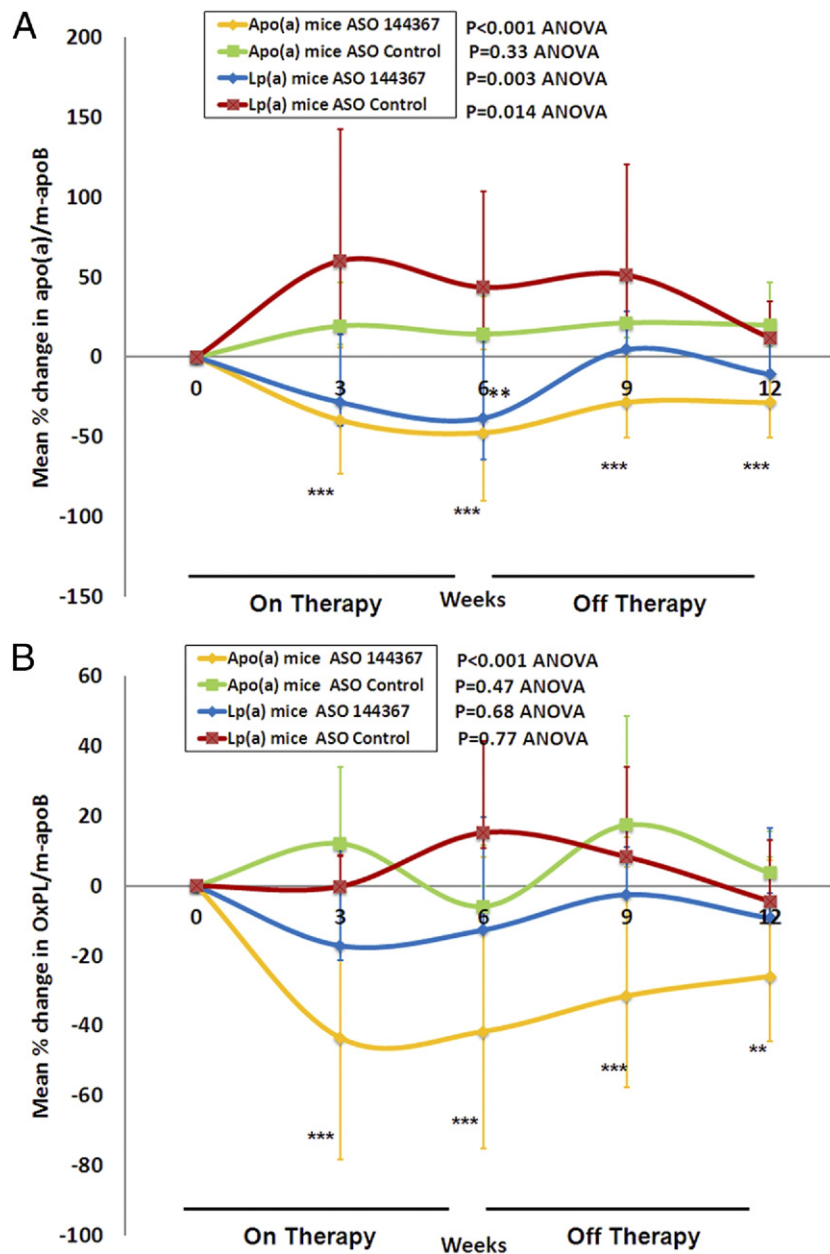 A
Apo(a) mice ASO 144367 P<0.001 ANOVA
Apo(a) mice ASO Control P=0.33 ANOVA
Lp(a) mice ASO 144367 P=0.003 ANOVA
Lp(a) mice ASO Control P=0.014 ANOVA
Mean % change in apo(a)/m-apoB
200
150
100
50
0
-50
-100
-150
0 3 6 9 12
**
*** *** *** ***
On Therapy Weeks Off Therapy
B
Apo(a) mice ASO 144367 P<0.001 ANOVA
Apo(a) mice ASO Control P=0.47 ANOVA
Lp(a) mice ASO 144367 P=0.68 ANOVA
Lp(a) mice ASO Control P=0.77 ANOVA
Mean % change in OxPL/m-apoB
60
40
20
0
-20
-40
-60
-80
-100
0 3 6 9 12
*** *** *** **
On Therapy Weeks Off Therapy